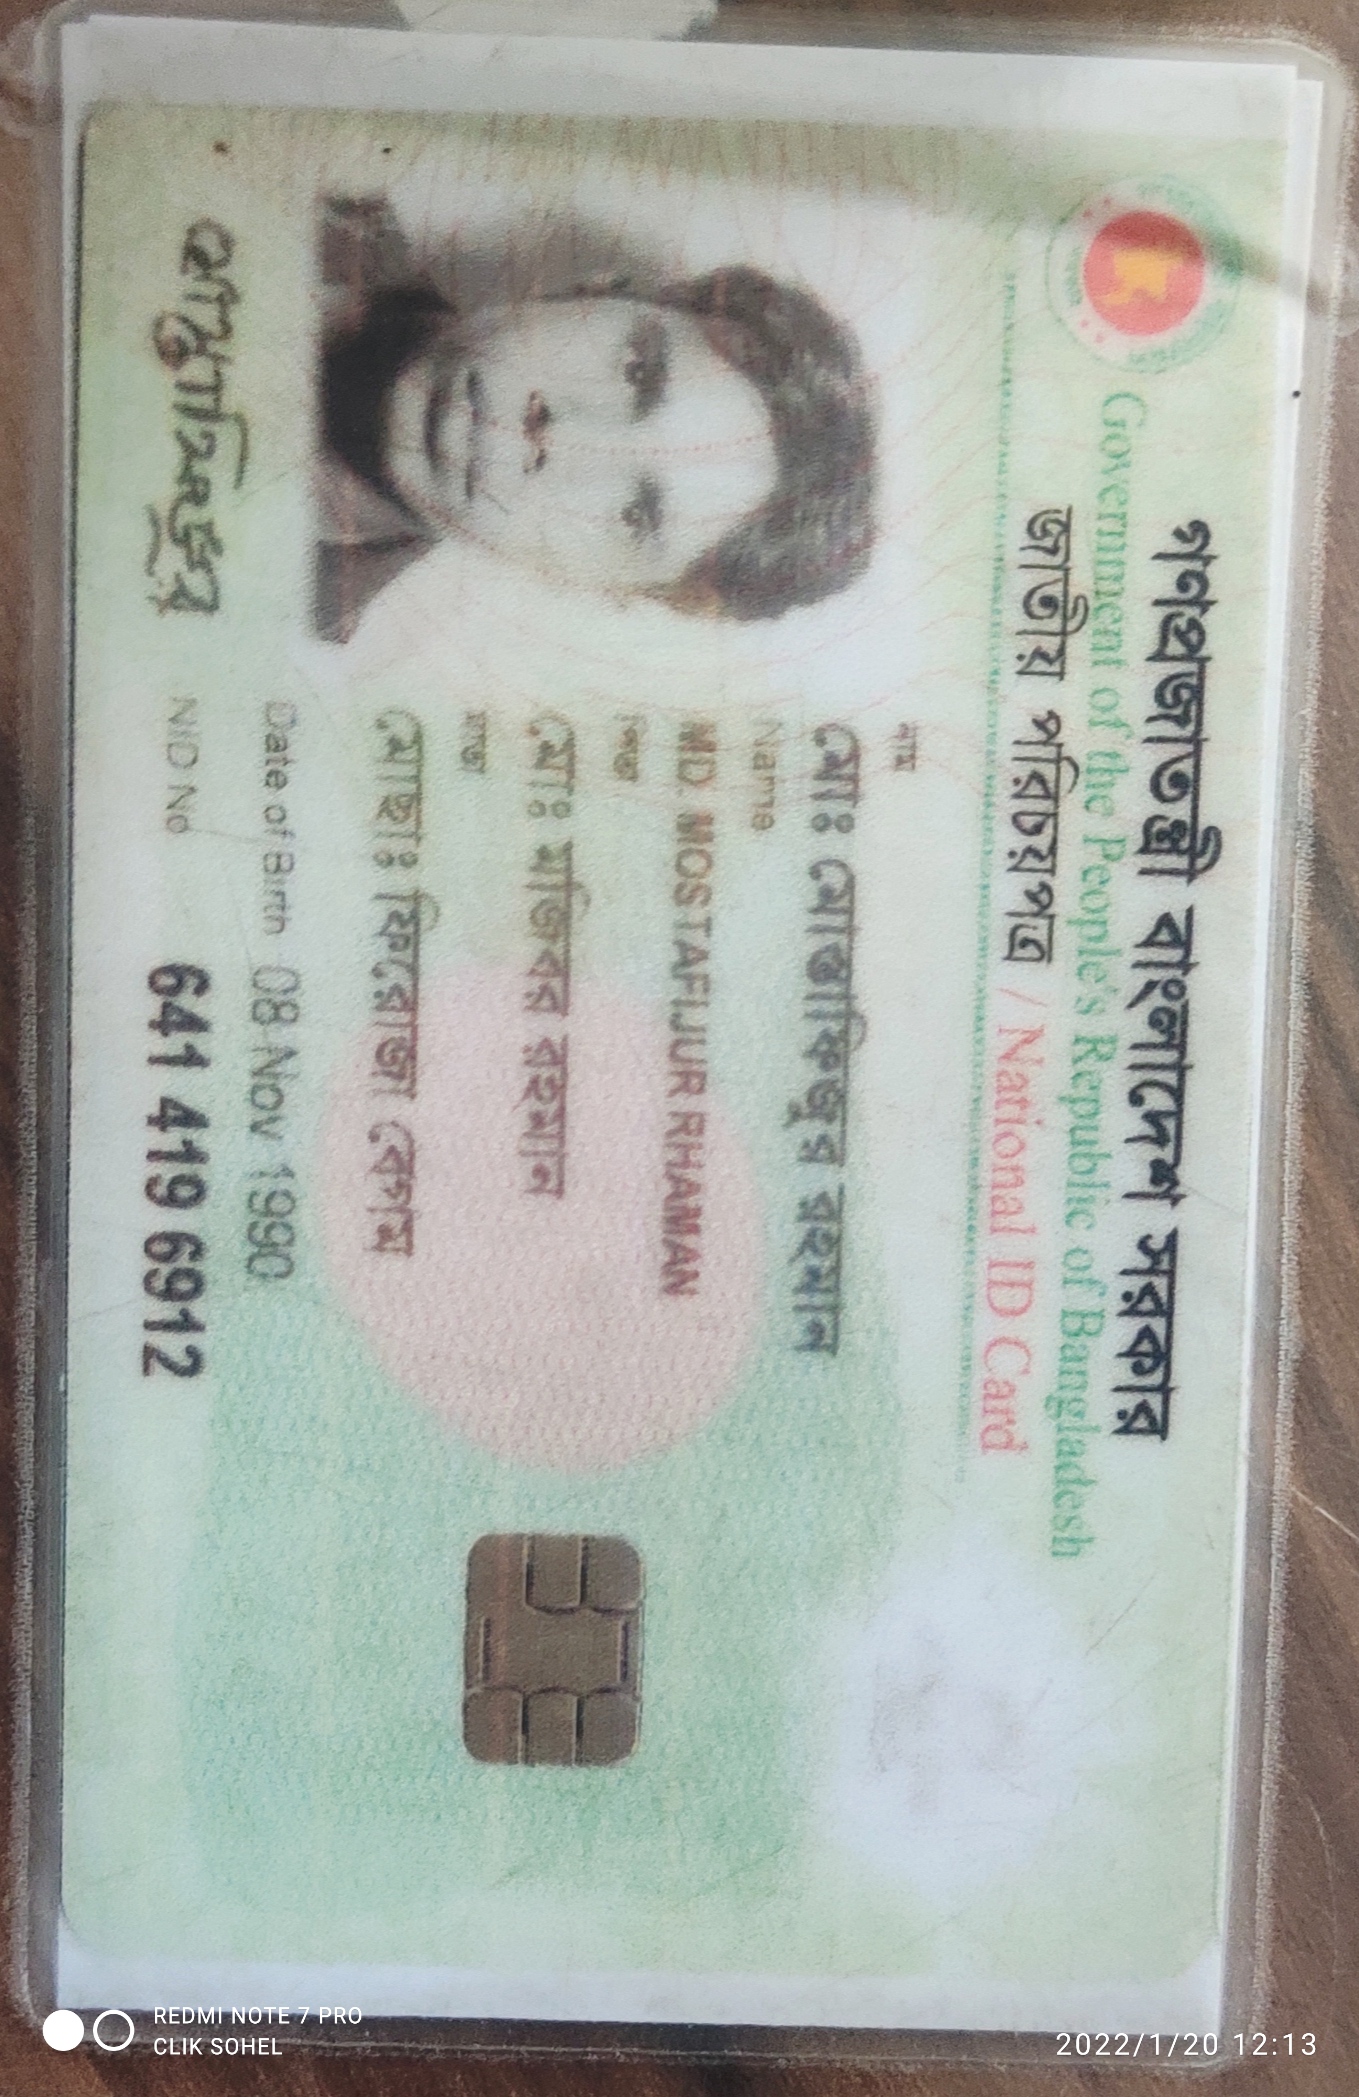 গণপ্রজাতন্ত্রী বাংলাদেশ সরকার
Government of the People's Republic of Bangladesh
জাতীয় পরিচয়পত্র / National ID Card
নাম
মোঃ মোস্তাফিজুর রহমান
Name
MD. MOSTAFIJUR RHAMAN
পিতা
মোঃ মজিবর রহমান
মাতা
মোছাঃ ফিরোজা বেগম
Date of Birth 08 Nov 1990
NID No 641 419 6912
মোস্তাফিজুর
REDMI NOTE 7 PRO
CLIK SOHEL
2022/1/20 12:13